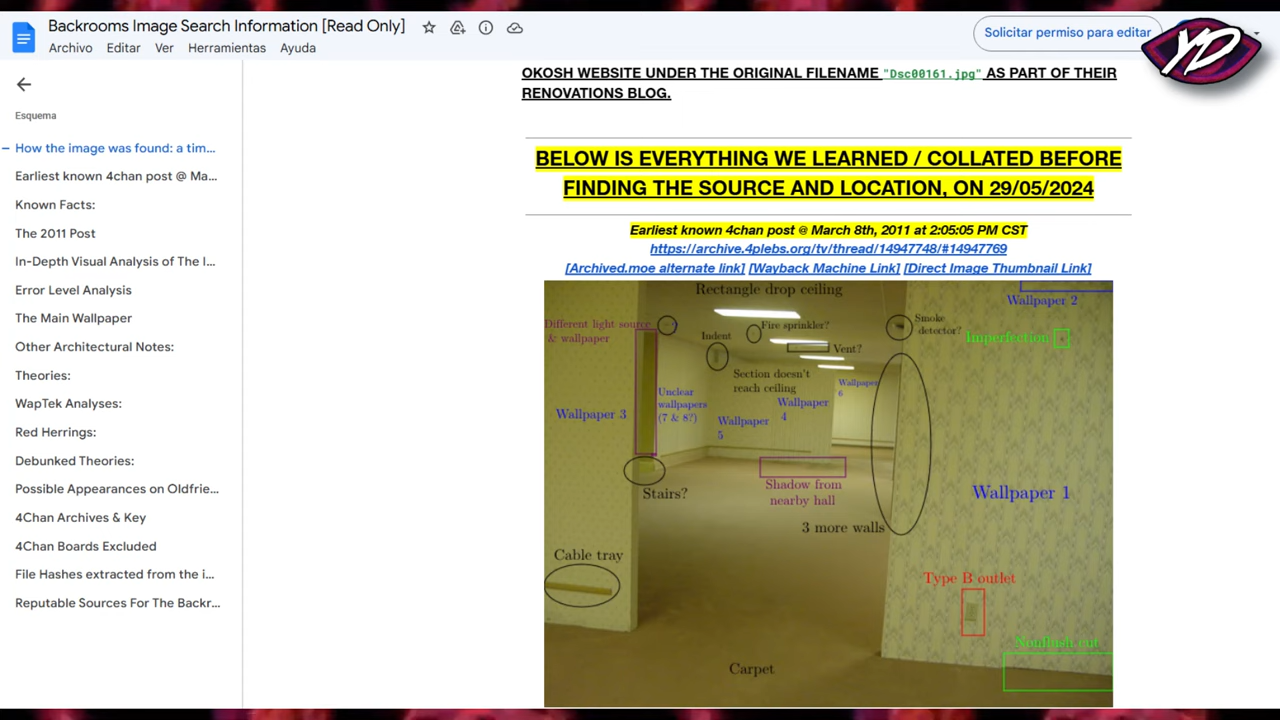 Backrooms Image Search Information [Read Only]
Archivo Editar Ver Herramientas Ayuda
Solicitar permiso para editar
YD
Esquema
How the image was found: a tim...
Earliest known 4chan post @ Ma...
Known Facts:
The 2011 Post
In-Depth Visual Analysis of The I...
Error Level Analysis
The Main Wallpaper
Other Architectural Notes:
Theories:
WapTek Analyses:
Red Herrings:
Debunked Theories:
Possible Appearances on Oldfrie...
4Chan Archives & Key
4Chan Boards Excluded
File Hashes extracted from the i...
Reputable Sources For The Backr...
OKOSH WEBSITE UNDER THE ORIGINAL FILENAME "Dsc00161.jpg" AS PART OF THEIR
RENOVATIONS BLOG.
BELOW IS EVERYTHING WE LEARNED / COLLATED BEFORE
FINDING THE SOURCE AND LOCATION, ON 29/05/2024
Earliest known 4chan post @ March 8th, 2011 at 2:05:05 PM CST
https://archive.4plebs.org/tv/thread/14947748/#14947769
[Archived.moe alternate link] [Wayback Machine Link] [Direct Image Thumbnail Link]
Rectangle drop ceiling
Wallpaper 2
Different light source
& wallpaper
Indent
Fire sprinkler?
Smoke
detector?
Imperfection
Vent?
Section doesn't
reach ceiling
Wallpaper
6
Unclear
wallpapers
(7 & 8?)
Wallpaper
4
Wallpaper 3
Wallpaper
5
Stairs?
Shadow from
nearby hall
Wallpaper 1
3 more walls
Cable tray
Type B outlet
Nonflush cut
Carpet